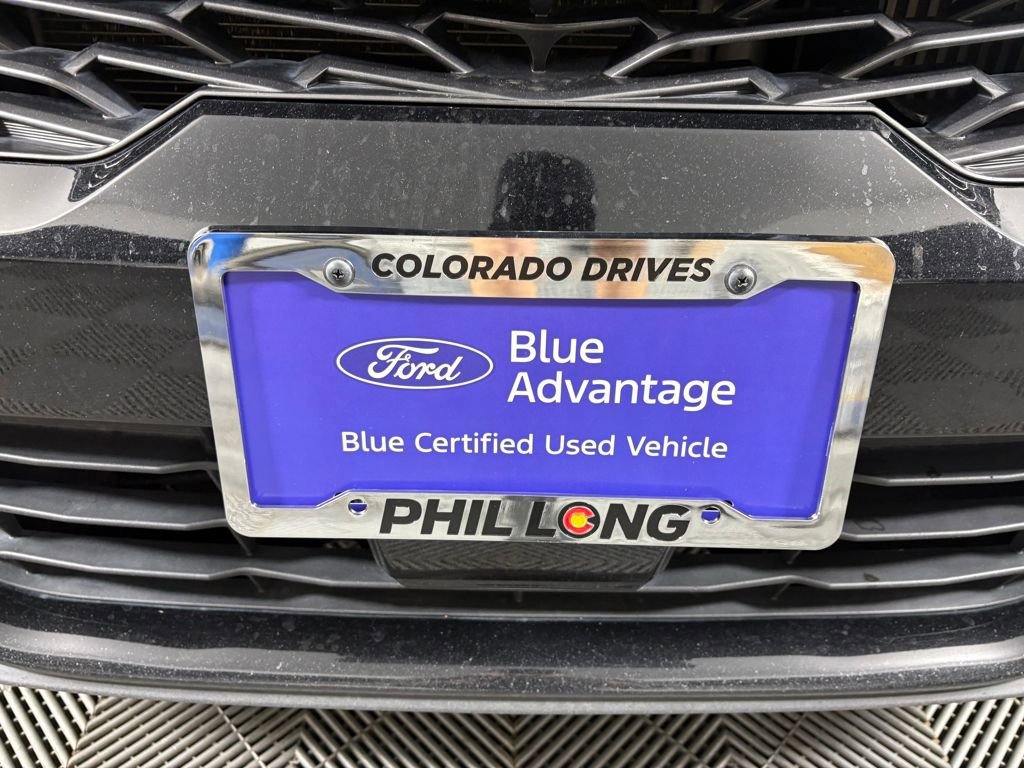 COLORADO DRIVES
Ford
Blue
Advantage
Blue Certified Used Vehicle
PHIL LONG